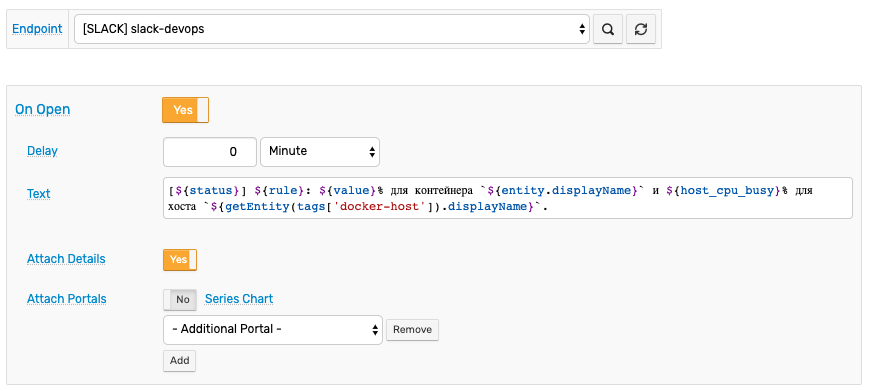 Endpoint [SLACK] slack-devops
On Open Yes
Delay 0 Minute
Text [${status}] ${rule}: ${value}% для контейнера `${entity.displayName}` и ${host_cpu_busy}% для
хоста `${getEntity(tags['docker-host']).displayName}`.
Attach Details Yes
Attach Portals No Series Chart
- Additional Portal - Remove
Add